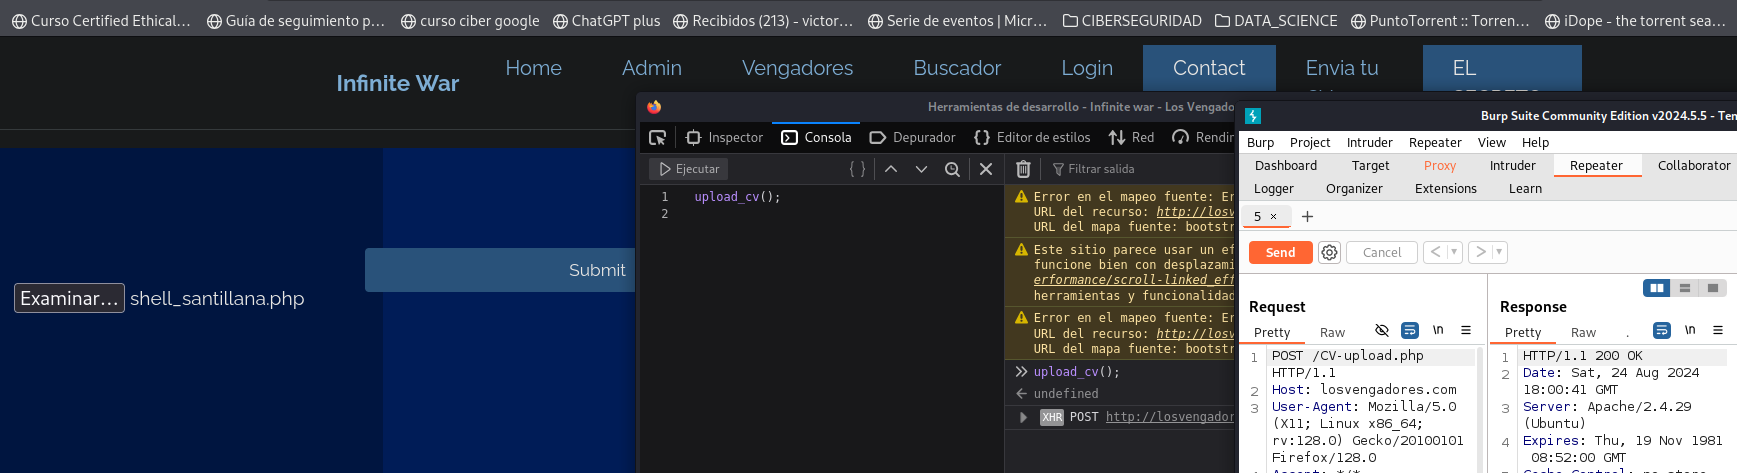 Curso Certified Ethical... Guía de seguimiento p... curso ciber google ChatGPT plus Recibidos (213) - victor... Serie de eventos | Micr... CIBERSEGURIDAD DATA_SCIENCE PuntoTorrent :: Torren... iDope - the torrent sea...
Infinite War Home Admin Vengadores Buscador Login Contact Envia tu EL
Submit
Examinar... shell_santillana.php
Herramientas de desarrollo - Infinite war - Los Vengado
Inspector Consola Depurador Editor de estilos Red Rendin
Ejecutar { } Filtrar salida
1 upload_cv();
2
Error en el mapeo fuente: Er
URL del recurso: http://losv
URL del mapa fuente: bootstr
Este sitio parece usar un ef
funcione bien con desplazami
erformance/scroll-linked_eff
herramientas y funcionalidad
Error en el mapeo fuente: Er
URL del recurso: http://losv
URL del mapa fuente: bootstr
upload_cv();
undefined
XHR POST http://losvengador
Burp Suite Community Edition v2024.5.5 - Ten
Burp Project Intruder Repeater View Help
Dashboard Target Proxy Intruder Repeater Collaborator
Logger Organizer Extensions Learn
5 × +
Send Cancel < >
Request
Pretty Raw \n
1 POST /CV-upload.php
HTTP/1.1
2 Host: losvengadores.com
3 User-Agent: Mozilla/5.0
(X11; Linux x86_64;
rv:128.0) Gecko/20100101
Firefox/128.0
Accept: */*
Response
Pretty Raw . \n
1 HTTP/1.1 200 OK
2 Date: Sat, 24 Aug 2024
18:00:41 GMT
3 Server: Apache/2.4.29
(Ubuntu)
4 Expires: Thu, 19 Nov 1981
08:52:00 GMT
Cache-Control: no-store